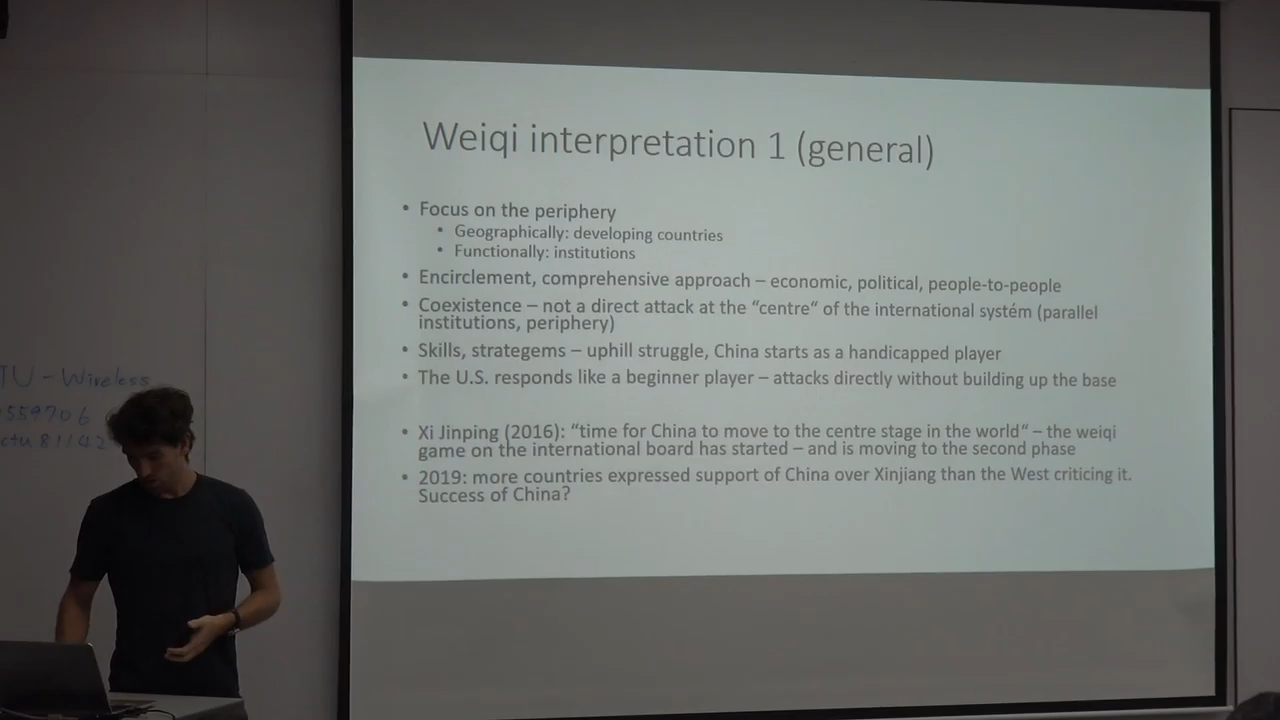 Weiqi interpretation 1 (general)
• Focus on the periphery
• Geographically: developing countries
• Functionally: institutions
• Encirclement, comprehensive approach – economic, political, people-to-people
• Coexistence – not a direct attack at the “centre“ of the international systém (parallel
institutions, periphery)
• Skills, strategems – uphill struggle, China starts as a handicapped player
• The U.S. responds like a beginner player – attacks directly without building up the base
• Xi Jinping (2016): “time for China to move to the centre stage in the world“ – the weiqi
game on the international board has started – and is moving to the second phase
• 2019: more countries expressed support of China over Xinjiang than the West criticing it.
Success of China?
TU - Wireless
559706